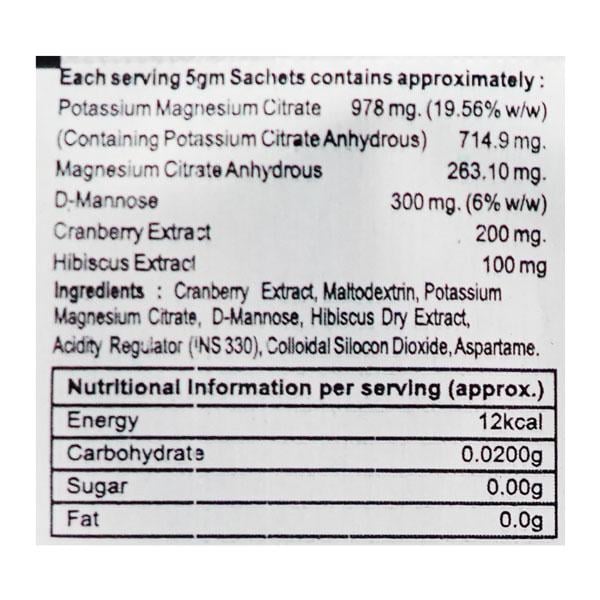 Each serving 5gm Sachets contains approximately :
Potassium Magnesium Citrate 978 mg. (19.56% w/w)
(Containing Potassium Citrate Anhydrous) 714.9 mg.
Magnesium Citrate Anhydrous 263.10 mg.
D-Mannose 300 mg. (6% w/w)
Cranberry Extract 200 mg.
Hibiscus Extract 100 mg
Ingredients : Cranberry Extract, Maltodextrin, Potassium
Magnesium Citrate, D-Mannose, Hibiscus Dry Extract,
Acidity Regulator (INS 330), Colloidal Silocon Dioxide, Aspartame.
Nutritional Information per serving (approx.)
Energy 12kcal
Carbohydrate 0.0200g
Sugar 0.00g
Fat 0.0g